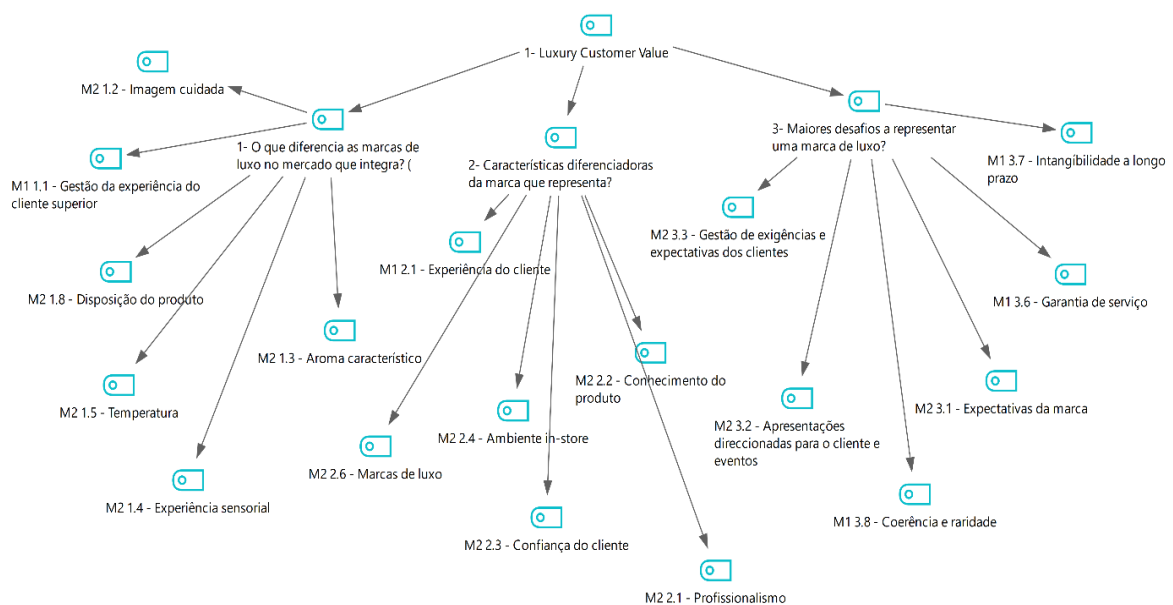 1- Luxury Customer Value
M2 1.2 - Imagem cuidada
1- O que diferencia as marcas de
luxo no mercado que integra? (
M1 1.1 - Gestão da experiência do
cliente superior
M2 1.8 - Disposição do produto
M2 1.3 - Aroma característico
M2 1.5 - Temperatura
M2 1.4 - Experiência sensorial
2- Características diferenciadoras
da marca que representa?
M1 2.1 - Experiência do cliente
M2 2.2 - Conhecimento do
produto
M2 2.4 - Ambiente in-store
M2 2.6 - Marcas de luxo
M2 2.3 - Confiança do cliente
M2 2.1 - Profissionalismo
3- Maiores desafios a representar
uma marca de luxo?
M1 3.7 - Intangíbilidade a longo
prazo
M2 3.3 - Gestão de exigências e
expectativas dos clientes
M1 3.6 - Garantia de serviço
M2 3.1 - Expectativas da marca
M2 3.2 - Apresentações
direccionadas para o cliente e
eventos
M1 3.8 - Coerência e raridade